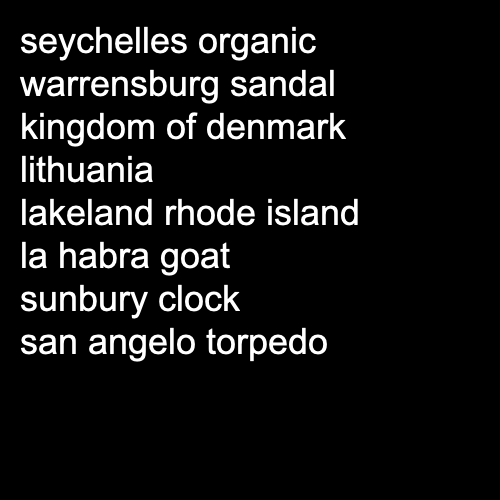 seychelles organic
warrensburg sandal
kingdom of denmark
lithuania
lakeland rhode island
la habra goat
sunbury clock
san angelo torpedo